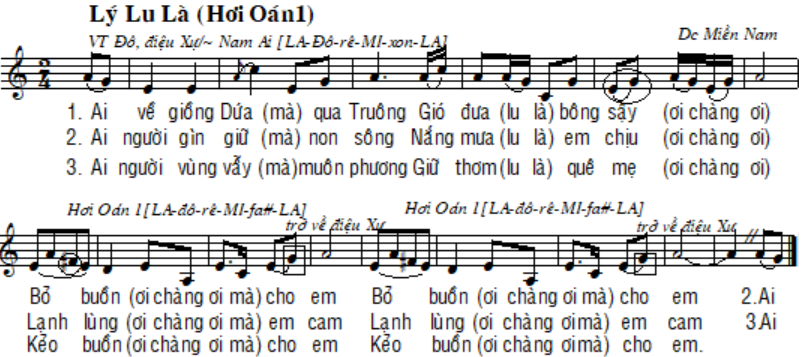 Lý Lu Là (Hơi Oán1)
VT Đô, điệu Xự/~ Nam Ai [LA-Đô-rê-MI-xon-LA]
Dc Miền Nam
2
4
1. Ai về giồng Dứa (mà) qua Truông Gió đưa (lu là) bông sậy (ơi chàng ơi)
2. Ai người gìn giữ (mà) non sông Nắng mưa (lu là) em chịu (ơi chàng ơi)
3. Ai người vùng vẫy (mà)muôn phương Giữ thơm (lu là) quê mẹ (ơi chàng ơi)
Hơi Oán 1[LA-đô-rê-MI-fa#-LA] trở về điệu Xự Hơi Oán 1[LA-đô-rê-MI-fa#-LA] trở về điệu Xự
Bỏ buồn (ơi chàng ơi mà) cho em Bỏ buồn (ơi chàng ơi mà) cho em 2.Ai
Lạnh lùng (ơi chàng ơi mà) em cam Lạnh lùng (ơi chàng ơimà) em cam 3.Ai
Kẻo buồn(ơi chàng ơi mà) cho em Kẻo buồn(ơi chàng ơi mà) cho em.